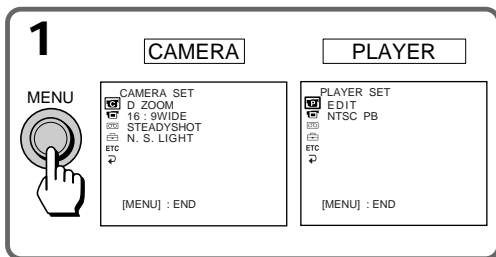 1
CAMERA
PLAYER
MENU
CAMERA SET
D ZOOM
16 : 9WIDE
STEADYSHOT
N. S. LIGHT
ETC
[MENU] : END
PLAYER SET
EDIT
NTSC PB
ETC
[MENU] : END